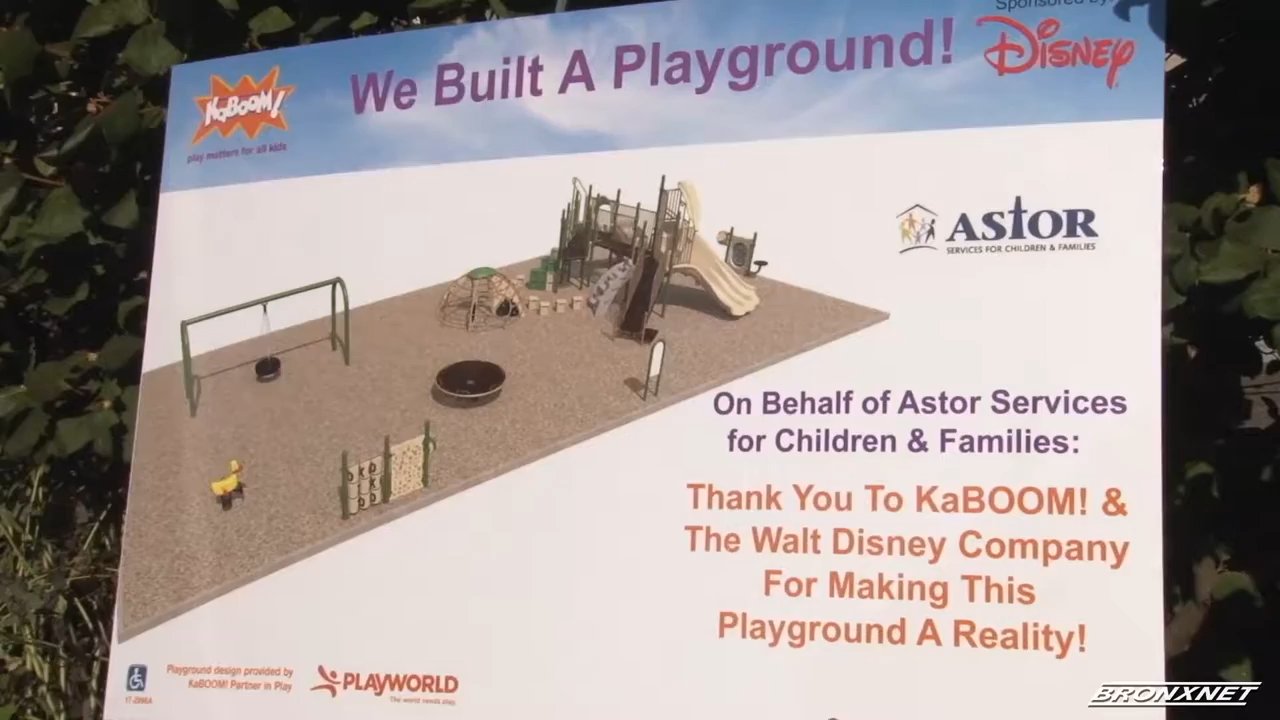 Sponsored by:
KaBOOM!
play matters for all kids
We Built A Playground!
Disney
ASTOR
SERVICES FOR CHILDREN & FAMILIES
On Behalf of Astor Services
for Children & Families:
Thank You To KaBOOM! &
The Walt Disney Company
For Making This
Playground A Reality!
Playground design provided by
KaBOOM! Partner in Play
PLAYWORLD
The world needs play.
BRONXNET